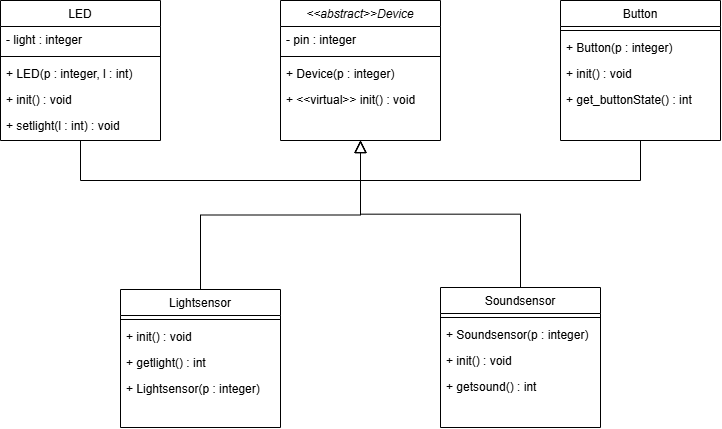 LED
- light : integer
+ LED(p : integer, l : int)
+ init() : void
+ setlight(l : int) : void
<<abstract>>Device
- pin : integer
+ Device(p : integer)
+ <<virtual>> init() : void
Button
+ Button(p : integer)
+ init() : void
+ get_buttonState() : int
Lightsensor
+ init() : void
+ getlight() : int
+ Lightsensor(p : integer)
Soundsensor
+ Soundsensor(p : integer)
+ init() : void
+ getsound() : int